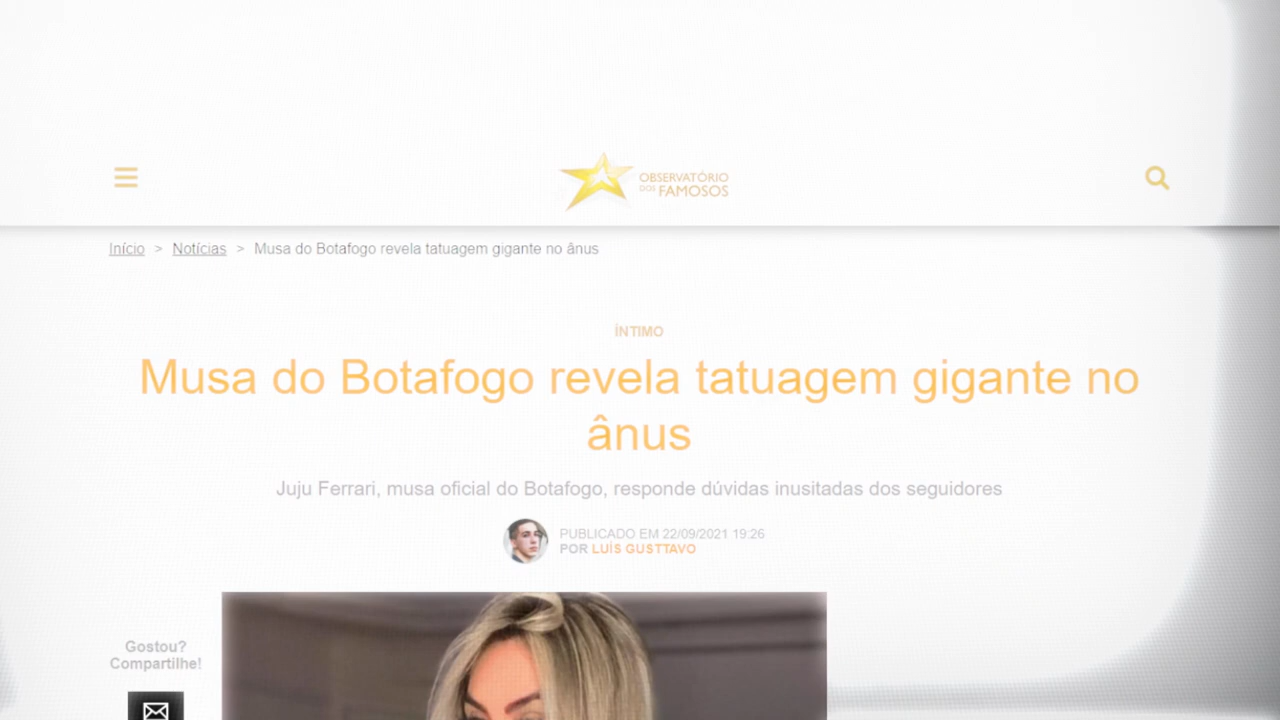 OBSERVATÓRIO
DOS FAMOSOS
Início > Notícias > Musa do Botafogo revela tatuagem gigante no ânus
ÍNTIMO
Musa do Botafogo revela tatuagem gigante no
ânus
Juju Ferrari, musa oficial do Botafogo, responde dúvidas inusitadas dos seguidores
PUBLICADO EM 22/09/2021 19:26
POR LUÍS GUSTTAVO
Gostou?
Compartilhe!